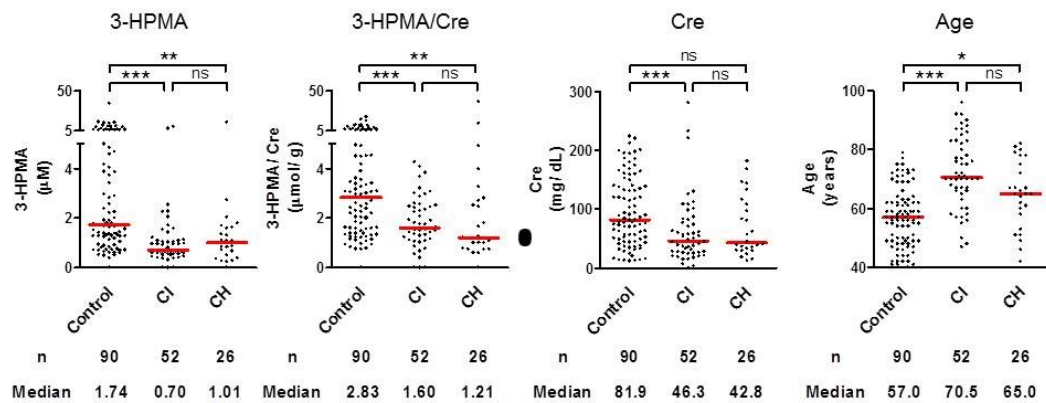 3-HPMA
**
*** ns
50
5
4
2
0
3-HPMA
(μM)
Control CI CH
n 90 52 26
Median 1.74 0.70 1.01
3-HPMA/Cre
**
*** ns
50
5
4
2
0
3-HPMA / Cre
(μmol/ g)
Control CI CH
n 90 52 26
Median 2.83 1.60 1.21
Cre
ns
*** ns
300
200
100
0
Cre
(mg/ dL)
Control CI CH
n 90 52 26
Median 81.9 46.3 42.8
Age
*
*** ns
100
80
60
40
Age
(years)
Control CI CH
n 90 52 26
Median 57.0 70.5 65.0